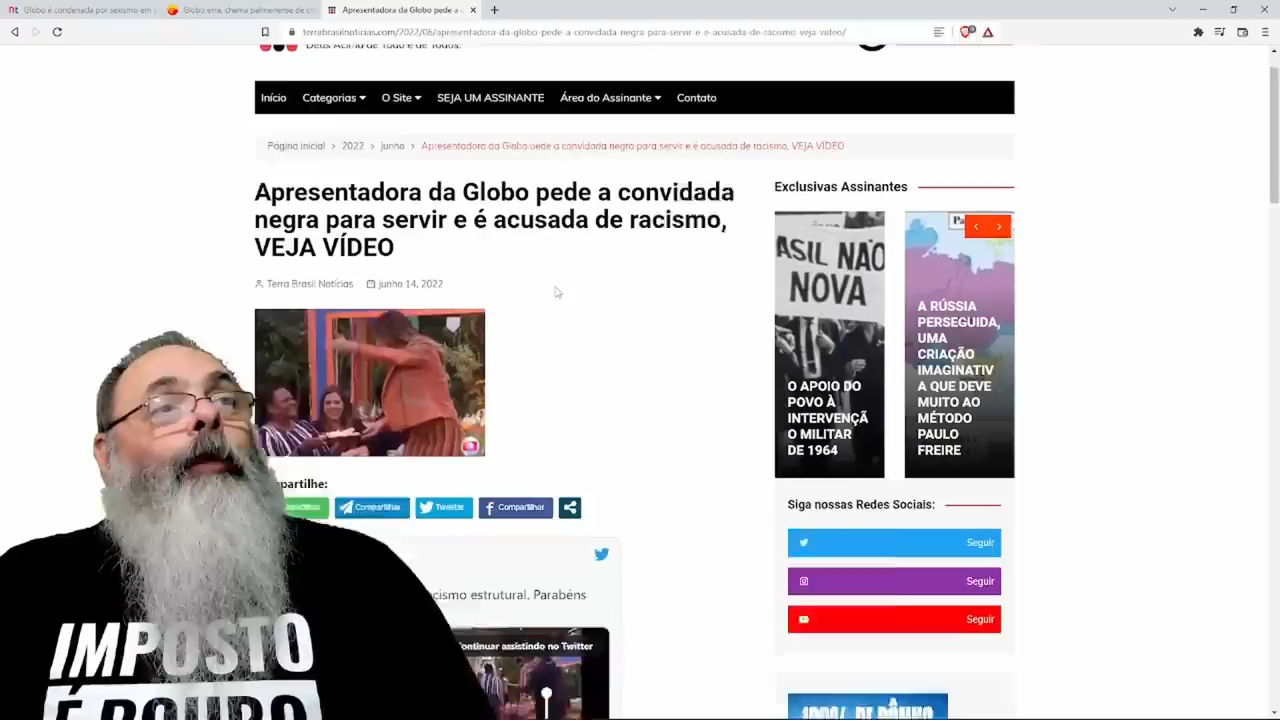 Globo é condenada por sexismo em p
Globo erra, chama palmeirense de cri
Apresentadora da Globo pede a c
terrabrasilnoticias.com/2022/06/apresentadora-da-globo-pede-a-convidada-negra-para-servir-e-e-acusada-de-racismo-veja-video/
Deus Acima de Tudo e de Todos.
Início Categorias O Site SEJA UM ASSINANTE Área do Assinante Contato
Página inicial > 2022 > junho > Apresentadora da Globo pede a convidada negra para servir e é acusada de racismo, VEJA VÍDEO
Apresentadora da Globo pede a convidada
negra para servir e é acusada de racismo,
VEJA VÍDEO
Terra Brasil Notícias junho 14, 2022
Compartilhar Tweetar Compartilhar
cismo estrutural. Parabéns
ontinuar assistindo no Twitter
IMPOSTO
É ROUBO
Exclusivas Assinantes
ASIL NÃO
NOVA
O APOIO DO
POVO À
INTERVENÇÃ
O MILITAR
DE 1964
A RÚSSIA
PERSEGUIDA,
UMA
CRIAÇÃO
IMAGINATIV
A QUE DEVE
MUITO AO
MÉTODO
PAULO
FREIRE
Siga nossas Redes Sociais:
Seguir
Seguir
Seguir